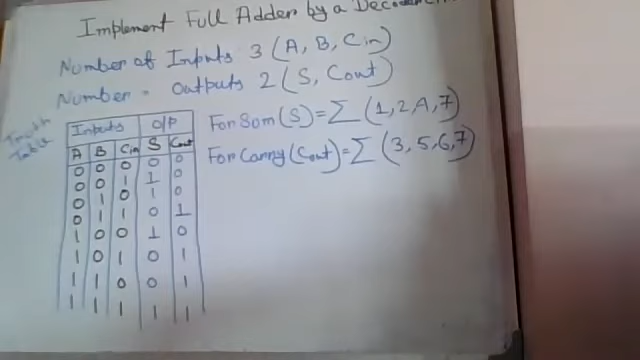 Implement Full Adder by a Decoder
Number of Inputs 3 (A, B, Cin)
Number - outputs 2 (S, Cout)
Truth Table
Inputs O/P
A B Cin S Cout
0 0 0 0 0
0 0 1 1 0
0 1 0 1 0
0 1 1 0 1
1 0 0 1 0
1 0 1 0 1
1 1 0 0 1
1 1 1 1 1
For Som (S) = Σ (1, 2, A, 7)
For Carry (Cout) = Σ (3, 5, 6, 7)